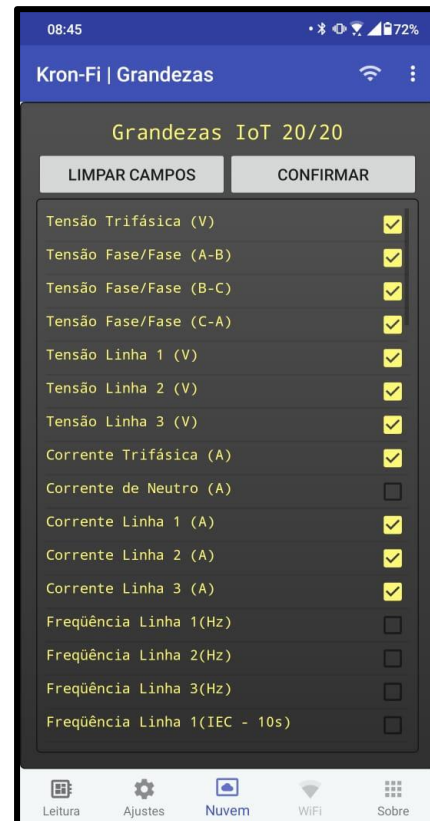 08:45
72%
Kron-Fi | Grandezas
Grandezas IoT 20/20
LIMPAR CAMPOS
CONFIRMAR
Tensão Trifásica (V)
Tensão Fase/Fase (A-B)
Tensão Fase/Fase (B-C)
Tensão Fase/Fase (C-A)
Tensão Linha 1 (V)
Tensão Linha 2 (V)
Tensão Linha 3 (V)
Corrente Trifásica (A)
Corrente de Neutro (A)
Corrente Linha 1 (A)
Corrente Linha 2 (A)
Corrente Linha 3 (A)
Freqüência Linha 1(Hz)
Freqüência Linha 2(Hz)
Freqüência Linha 3(Hz)
Freqüência Linha 1(IEC - 10s)
Leitura
Ajustes
Nuvem
WiFi
Sobre